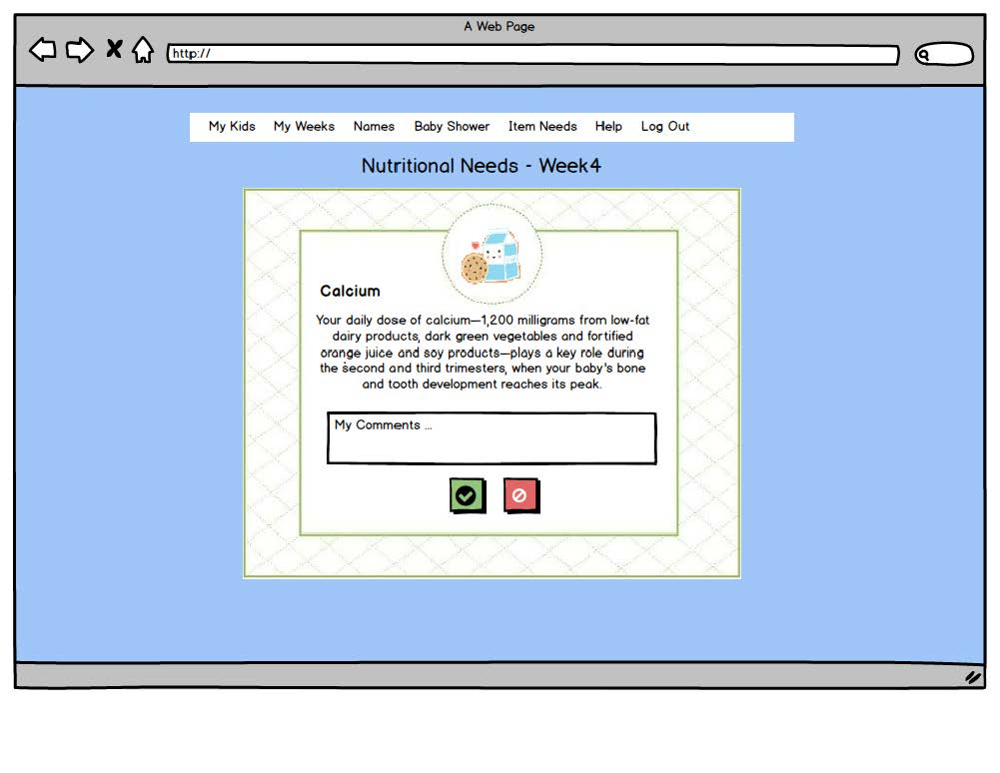 A Web Page
http://
My Kids My Weeks Names Baby Shower Item Needs Help Log Out
Nutritional Needs - Week4
Calcium
Your daily dose of calcium—1,200 milligrams from low-fat
dairy products, dark green vegetables and fortified
orange juice and soy products—plays a key role during
the second and third trimesters, when your baby's bone
and tooth development reaches its peak.
My Comments ...